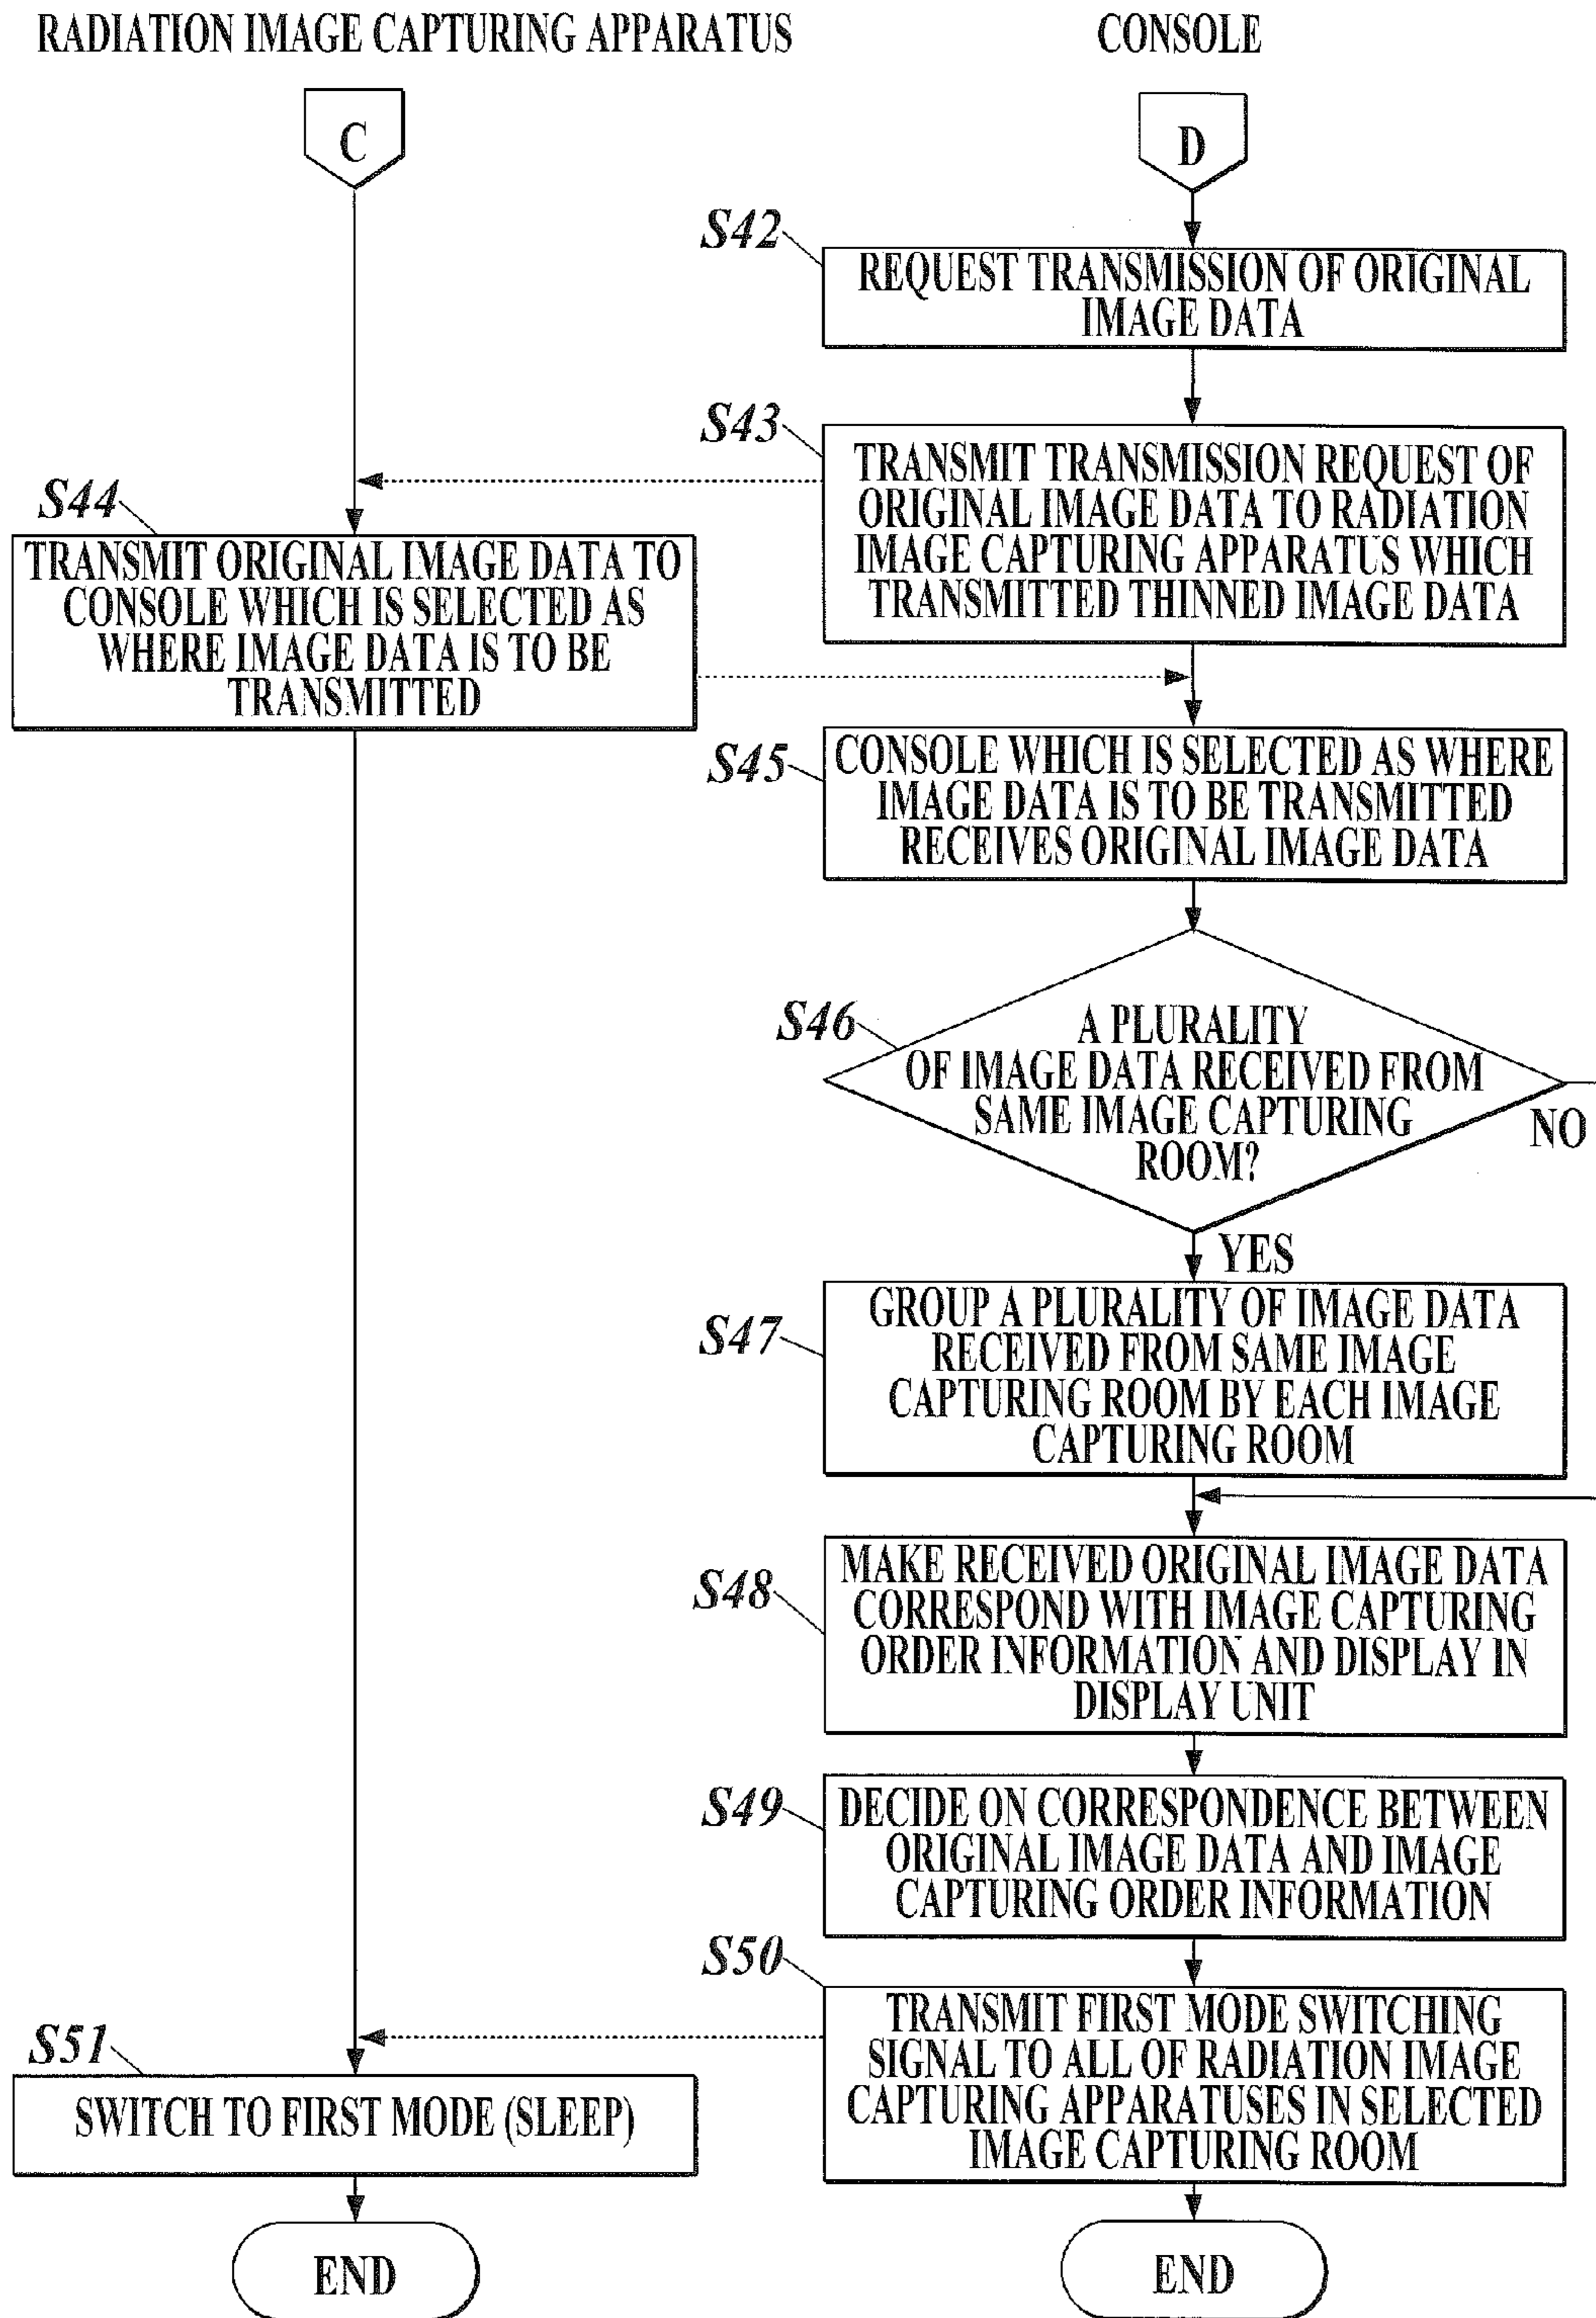 RADIATION IMAGE CAPTURING APPARATUS
CONSOLE
C
D
S42
REQUEST TRANSMISSION OF ORIGINAL
IMAGE DATA
S43
TRANSMIT TRANSMISSION REQUEST OF
ORIGINAL IMAGE DATA TO RADIATION
IMAGE CAPTURING APPARATUS WHICH
TRANSMITTED THINNED IMAGE DATA
S44
TRANSMIT ORIGINAL IMAGE DATA TO
CONSOLE WHICH IS SELECTED AS
WHERE IMAGE DATA IS TO BE
TRANSMITTED
S45
CONSOLE WHICH IS SELECTED AS WHERE
IMAGE DATA IS TO BE TRANSMITTED
RECEIVES ORIGINAL IMAGE DATA
S46
A PLURALITY
OF IMAGE DATA RECEIVED FROM
SAME IMAGE CAPTURING
ROOM?
NO
YES
S47
GROUP A PLURALITY OF IMAGE DATA
RECEIVED FROM SAME IMAGE
CAPTURING ROOM BY EACH IMAGE
CAPTURING ROOM
S48
MAKE RECEIVED ORIGINAL IMAGE DATA
CORRESPOND WITH IMAGE CAPTURING
ORDER INFORMATION AND DISPLAY IN
DISPLAY UNIT
S49
DECIDE ON CORRESPONDENCE BETWEEN
ORIGINAL IMAGE DATA AND IMAGE
CAPTURING ORDER INFORMATION
S50
TRANSMIT FIRST MODE SWITCHING
SIGNAL TO ALL OF RADIATION IMAGE
CAPTURING APPARATUSES IN SELECTED
IMAGE CAPTURING ROOM
S51
SWITCH TO FIRST MODE (SLEEP)
END
END